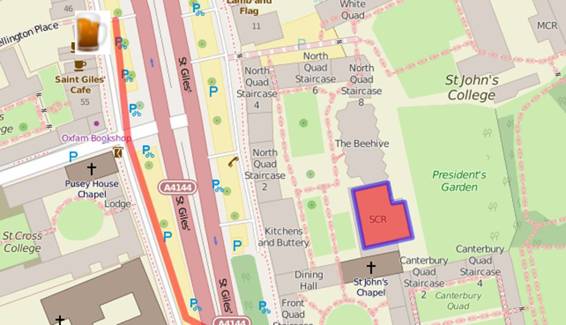 46
White
Quad
Lamb and
Flag
11
MCR
ellington Place
P
P
P
St Giles'
P
Saint Giles'
Cafe
55
P
P
North
Quad
Staircase
4
North
Quad
Staircase
6
North
Quad
Staircase
8
St John's
College
Oxfam Bookshop
P
P
The Beehive
Pusey House
Chapel
Lodge
A4144
P
North
Quad
Staircase
2
President's
Garden
St Cross
College
St Giles'
P
P
SCR
Kitchens
and Buttery
Dining
Hall
St John's
Chapel
Canterbury
Quad
Staircase
2
Canterbury
Quad
Staircase
4
Canterbury
Quad
P
St Giles'
P
Front
Quad
A4144